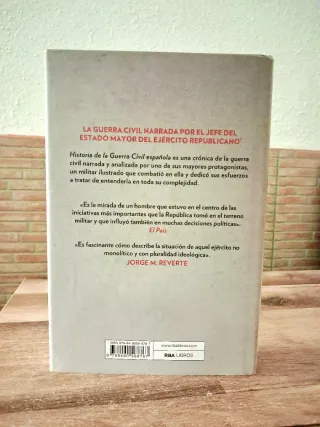 LA GUERRA CIVIL NARRADA POR EL JEFE DEL
ESTADO MAYOR DEL EJÉRCITO REPUBLICANO
Historia de la Guerra Civil española es una crónica de la guerra
civil narrada y analizada por uno de sus mayores protagonistas,
un militar ilustrado que combatió en ella y dedicó sus esfuerzos
a tratar de entenderla en toda su complejidad.
«Es la mirada de un hombre que estuvo en el centro de las
iniciativas más importantes que la República tomó en el terreno
militar y que influyó también en muchas decisiones políticas».
El País
«Es fascinante cómo describe la situación de aquel ejército no
monolítico y con pluralidad ideológica».
JORGE M. REVERTE
www.rbalibros.com
RBA LIBROS